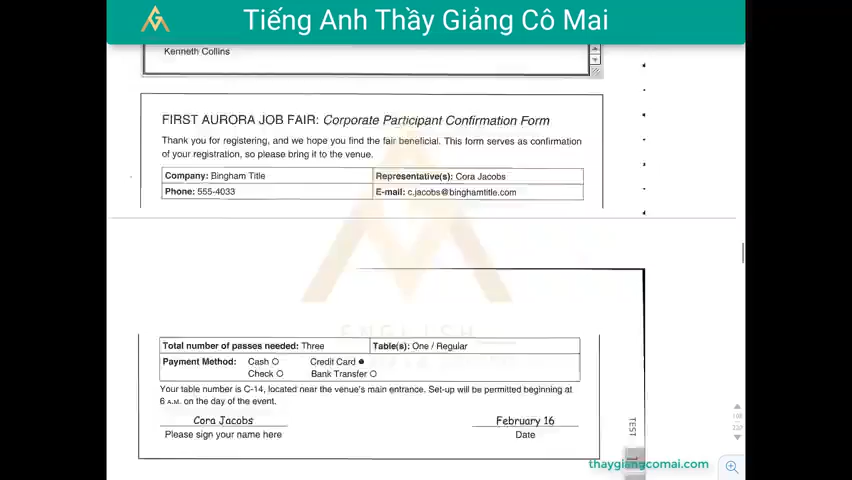 Tiếng Anh Thầy Giảng Cô Mai
Kenneth Collins
FIRST AURORA JOB FAIR: Corporate Participant Confirmation Form
Thank you for registering, and we hope you find the fair beneficial. This form serves as confirmation
of your registration, so please bring it to the venue.
Company: Bingham Title Representative(s): Cora Jacobs
Phone: 555-4033 E-mail: c.jacobs@binghamtitle.com
ENGLISH
Total number of passes needed: Three Table(s): One / Regular
Payment Method: Cash Credit Card
Check Bank Transfer
Your table number is C-14, located near the venue's main entrance. Set-up will be permitted beginning at
6 A.M. on the day of the event.
Cora Jacobs February 16
Please sign your name here Date
TEST
thaygiangcomai.com